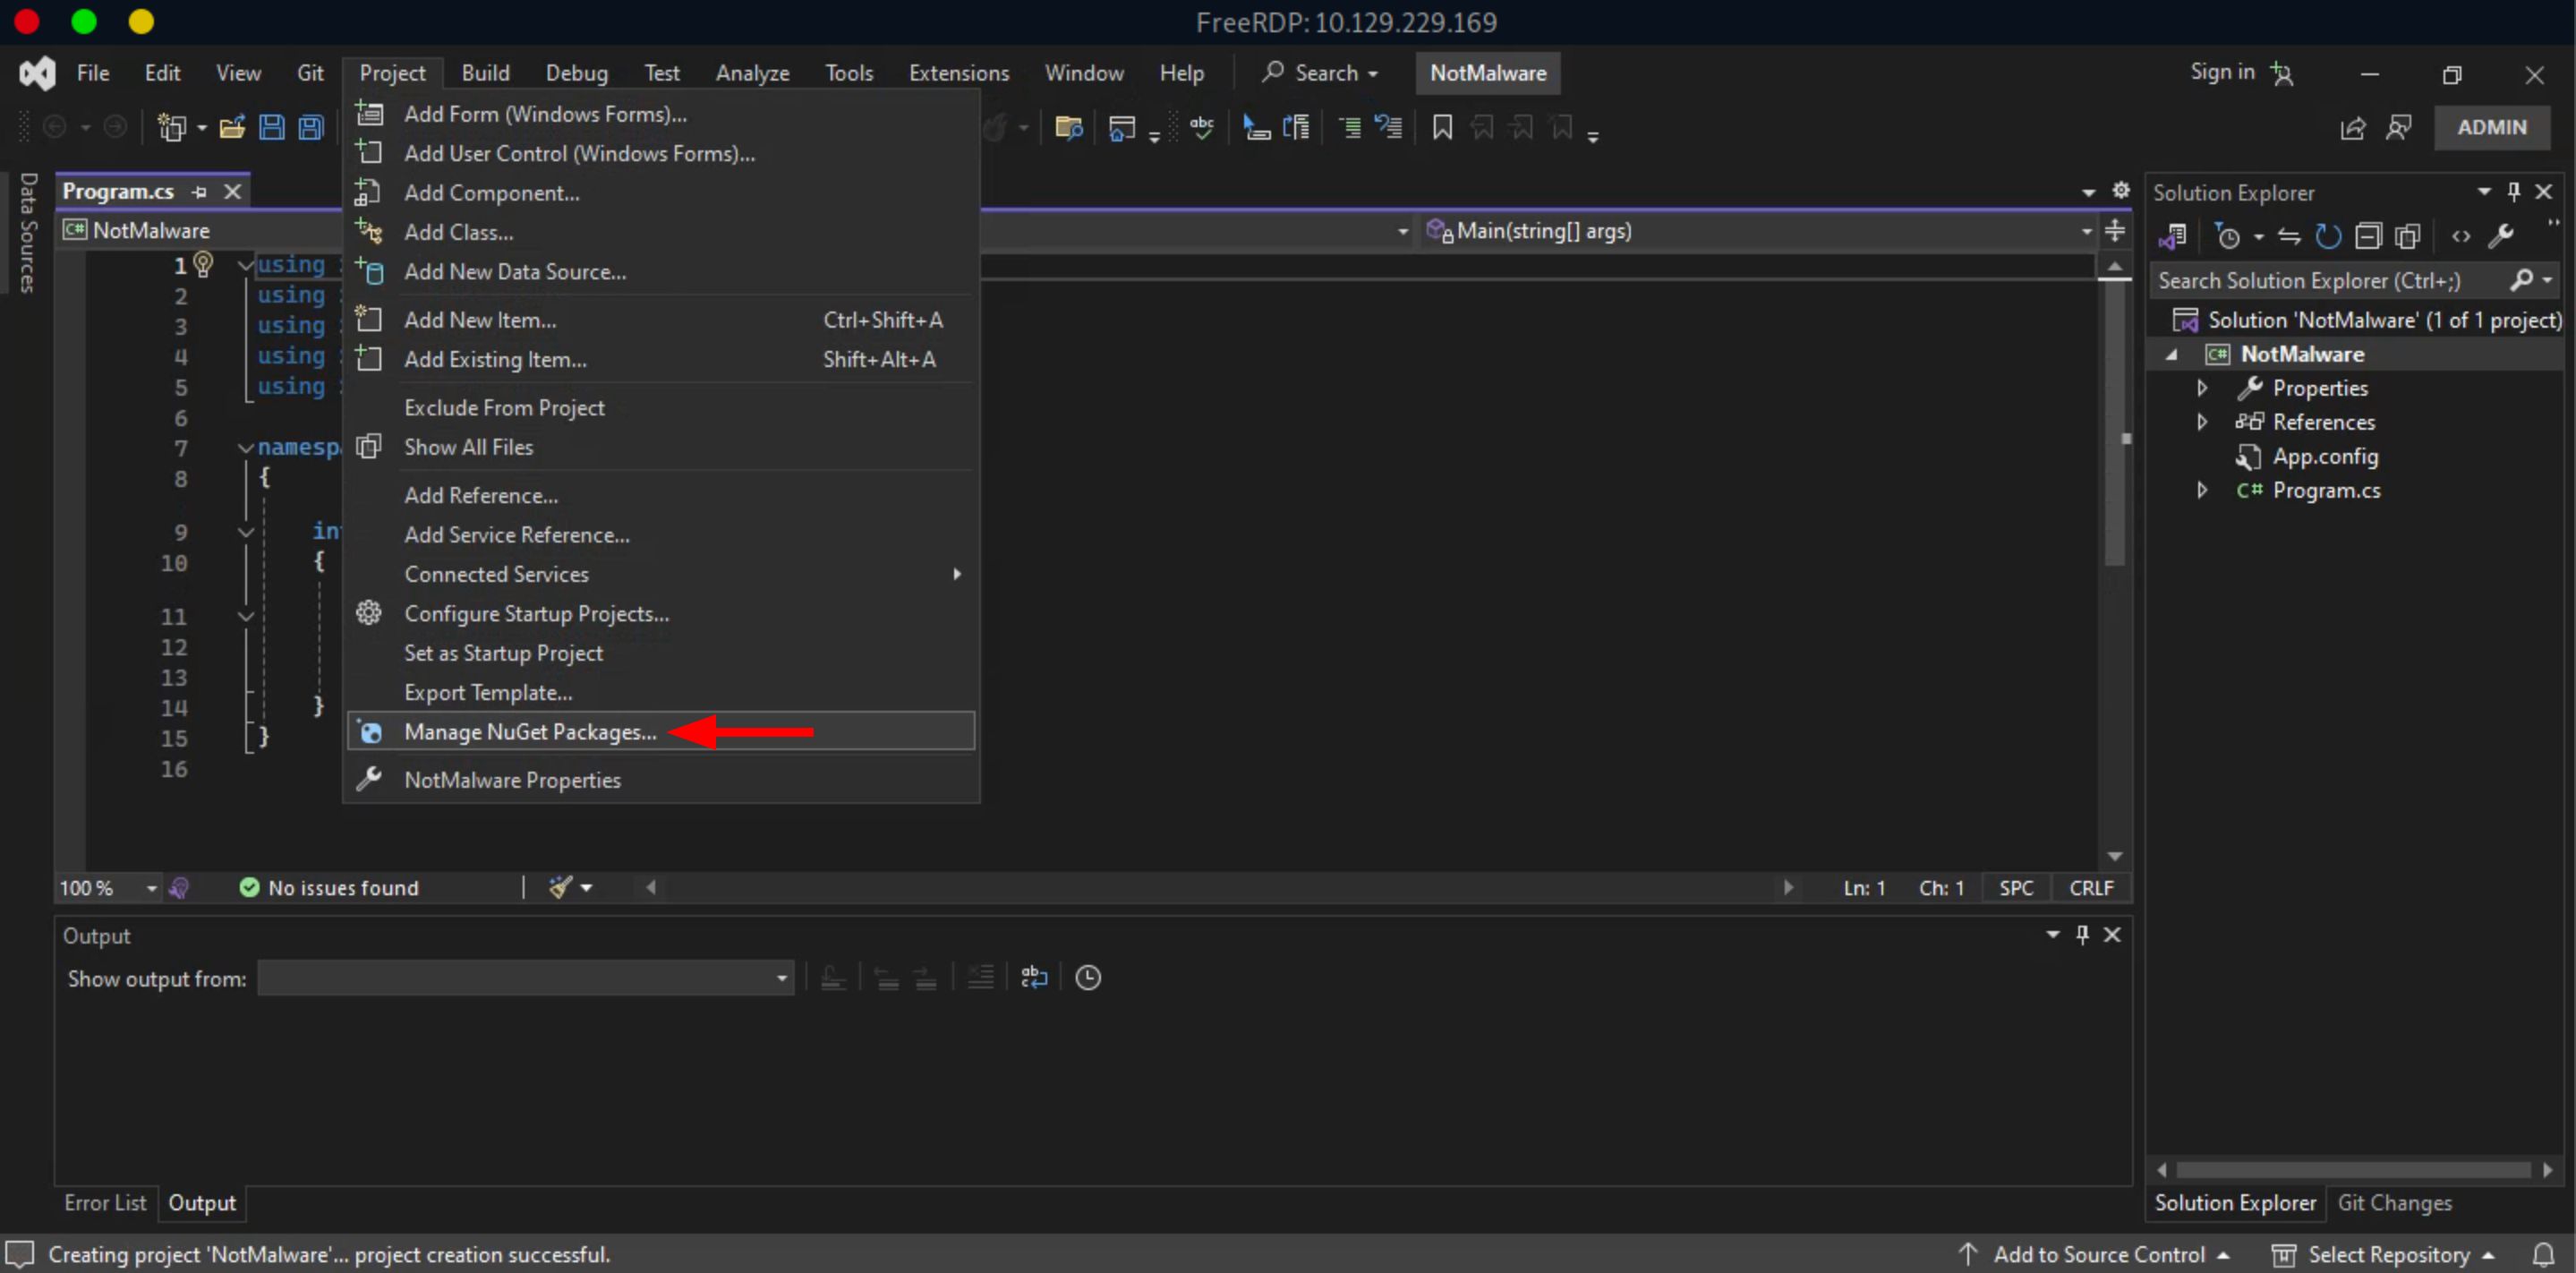 FreeRDP: 10.129.229.169
File Edit View Git Project Build Debug Test Analyze Tools Extensions Window Help Search NotMalware Sign in
ADMIN
Data Sources
Program.cs
NotMalware
Main(string[] args)
1 using
2 using
3 using
4 using
5 using
6
7 namesp
8 {
9
10 {
11
12
13
14 }
15 }
16
Add Form (Windows Forms)...
Add User Control (Windows Forms)...
Add Component...
Add Class...
Add New Data Source...
Add New Item... Ctrl+Shift+A
Add Existing Item... Shift+Alt+A
Exclude From Project
Show All Files
Add Reference...
Add Service Reference...
Connected Services
Configure Startup Projects...
Set as Startup Project
Export Template...
Manage NuGet Packages...
NotMalware Properties
100 % No issues found Ln: 1 Ch: 1 SPC CRLF
Output
Show output from:
Error List Output
Solution Explorer
Search Solution Explorer (Ctrl+;)
Solution 'NotMalware' (1 of 1 project)
C# NotMalware
Properties
References
App.config
C# Program.cs
Solution Explorer Git Changes
Creating project 'NotMalware'... project creation successful. Add to Source Control Select Repository